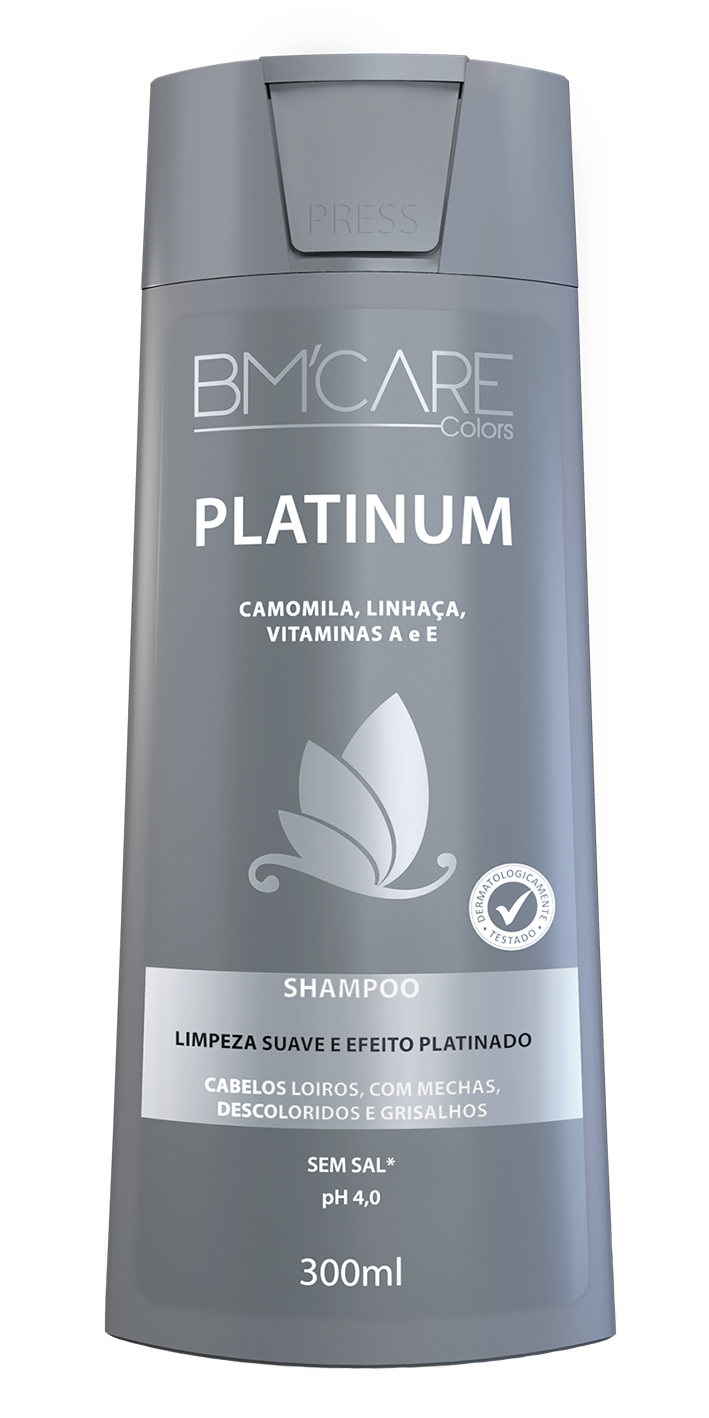 PRESS
BM'CARE
Colors
PLATINUM
CAMOMILA, LINHAÇA,
VITAMINAS A e E
DERMATOLOGICAMENTE
• TESTADO •
SHAMPOO
LIMPEZA SUAVE E EFEITO PLATINADO
CABELOS LOIROS, COM MECHAS,
DESCOLORIDOS E GRISALHOS
SEM SAL*
pH 4,0
300ml